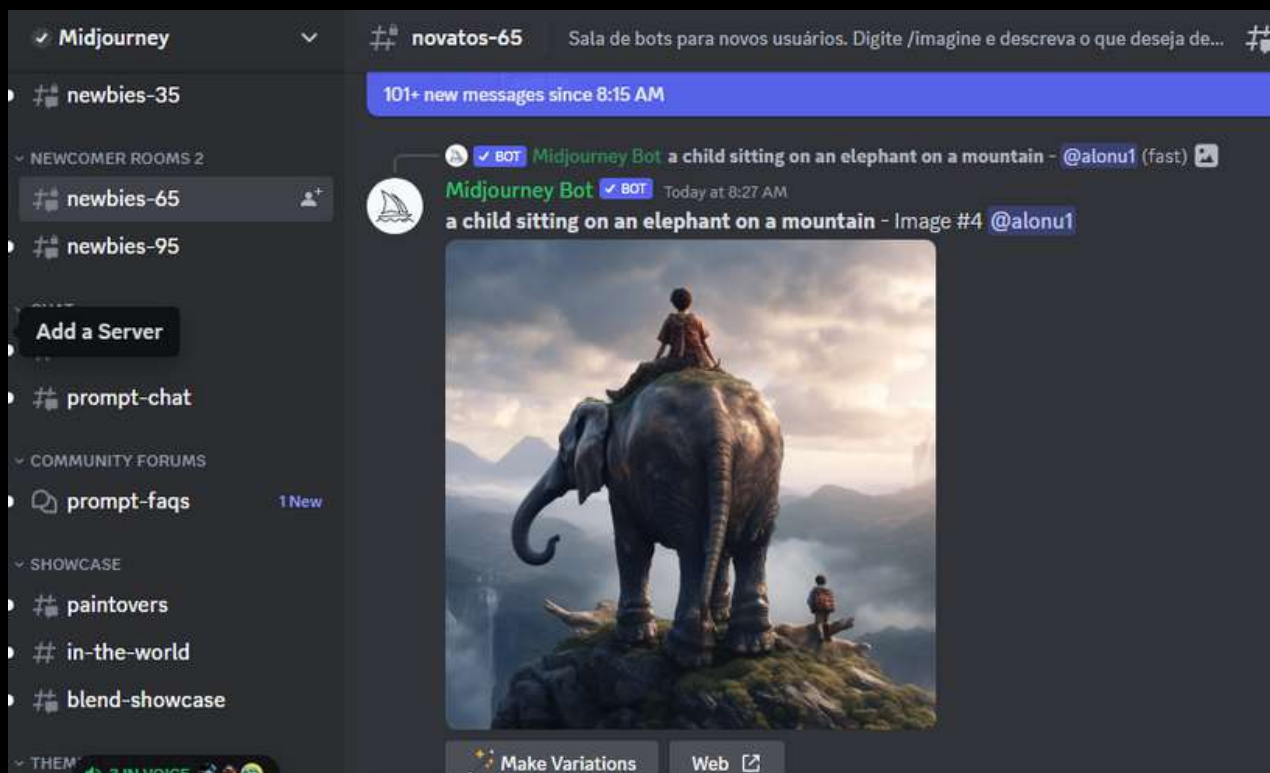 Midjourney
newbies-35
NEWCOMER ROOMS 2
newbies-65
newbies-95
CHAT
Add a Server
prompt-chat
COMMUNITY FORUMS
prompt-faqs 1 New
SHOWCASE
paintovers
in-the-world
blend-showcase
novatos-65 Sala de bots para novos usuários. Digite /imagine e descreva o que deseja de...
101+ new messages since 8:15 AM
BOT Midjourney Bot a child sitting on an elephant on a mountain - @alonu1 (fast)
Midjourney Bot BOT Today at 8:27 AM
a child sitting on an elephant on a mountain - Image #4 @alonu1
Make Variations Web